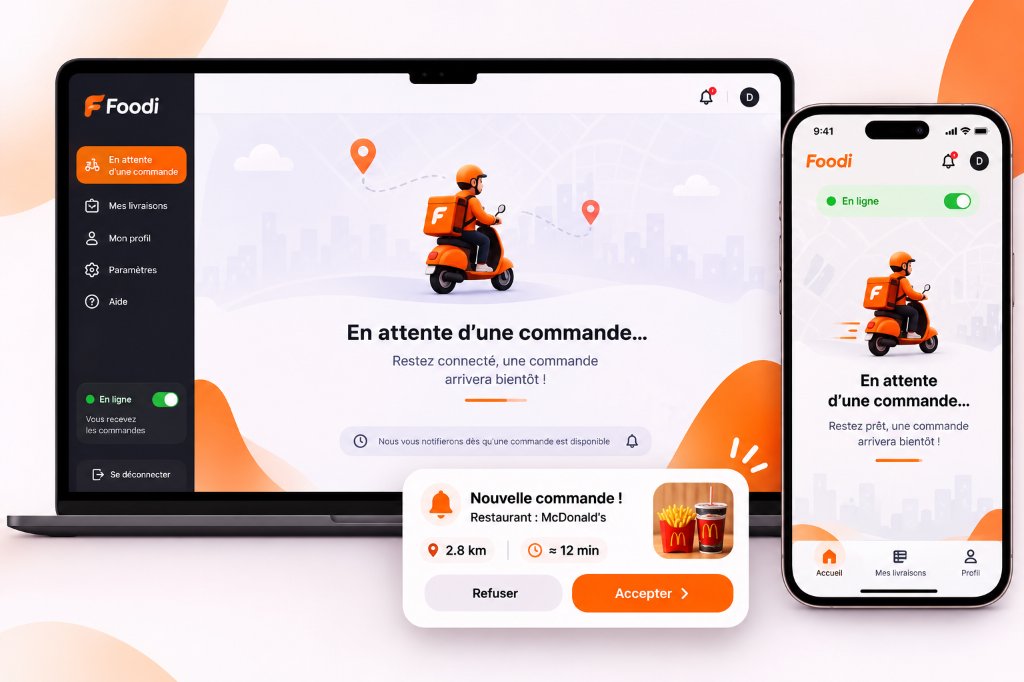 Foodi
D
En attente
d'une commande
Mes livraisons
Mon profil
Paramètres
Aide
En ligne
Vous recevez
les commandes
Se déconnecter
F
En attente d'une commande...
Restez connecté, une commande
arrivera bientôt !
Nous vous notifierons dès qu'une commande est disponible
Nouvelle commande !
Restaurant : McDonald's
2.8 km
≈ 12 min
Refuser
Accepter
9:41
Foodi
D
En ligne
F
En attente
d'une commande...
Restez prêt, une commande
arrivera bientôt !
Accueil
Mes livraisons
Profil